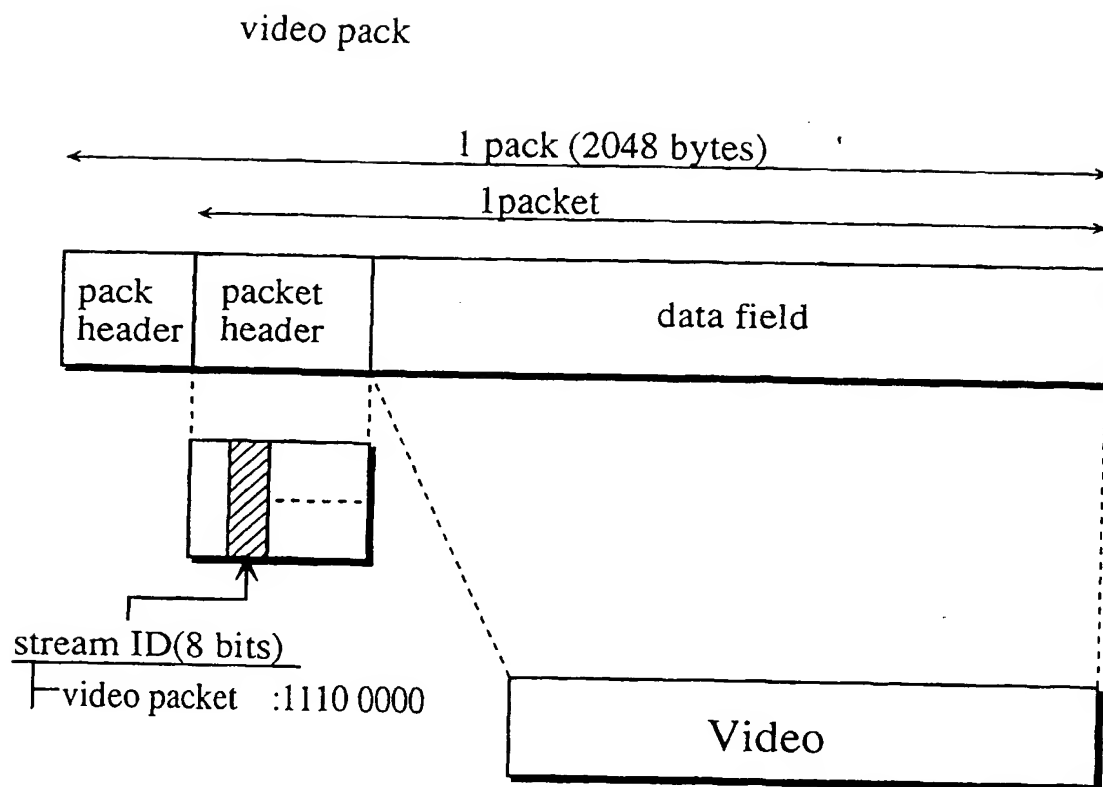 video pack
1 pack (2048 bytes)
1packet
pack
header
packet
header
data field
stream ID(8 bits)
video packet :1110 0000
Video